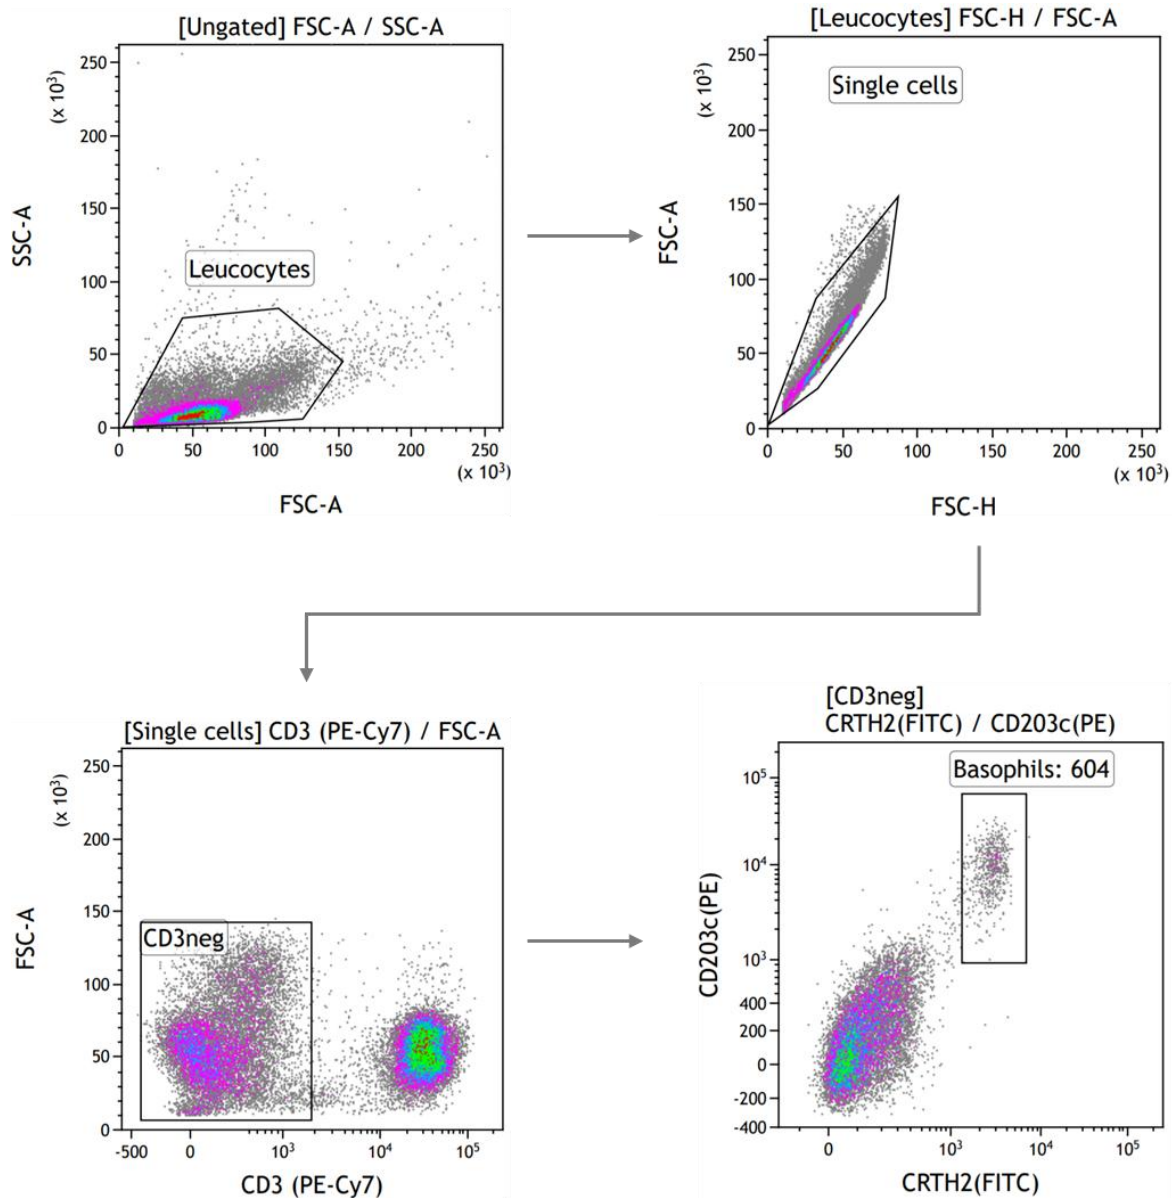 [Ungated] FSC-A / SSC-A
(x 10³)
250
200
150
100
50
0
SSC-A
Leucocytes
0 50 100 150 200 250
(x 10³)
FSC-A
[Leucocytes] FSC-H / FSC-A
(x 10³)
250
200
150
100
50
0
FSC-A
Single cells
0 50 100 150 200 250
(x 10³)
FSC-H
[Single cells] CD3 (PE-Cy7) / FSC-A
(x 10³)
250
200
150
100
50
0
FSC-A
CD3neg
-500 0 10³ 10⁴ 10⁵
CD3 (PE-Cy7)
[CD3neg]
CRTH2(FITC) / CD203c(PE)
Basophils: 604
10⁵
10⁴
10³
400
200
0
-200
-400
CD203c(PE)
0 10³ 10⁴ 10⁵
CRTH2(FITC)